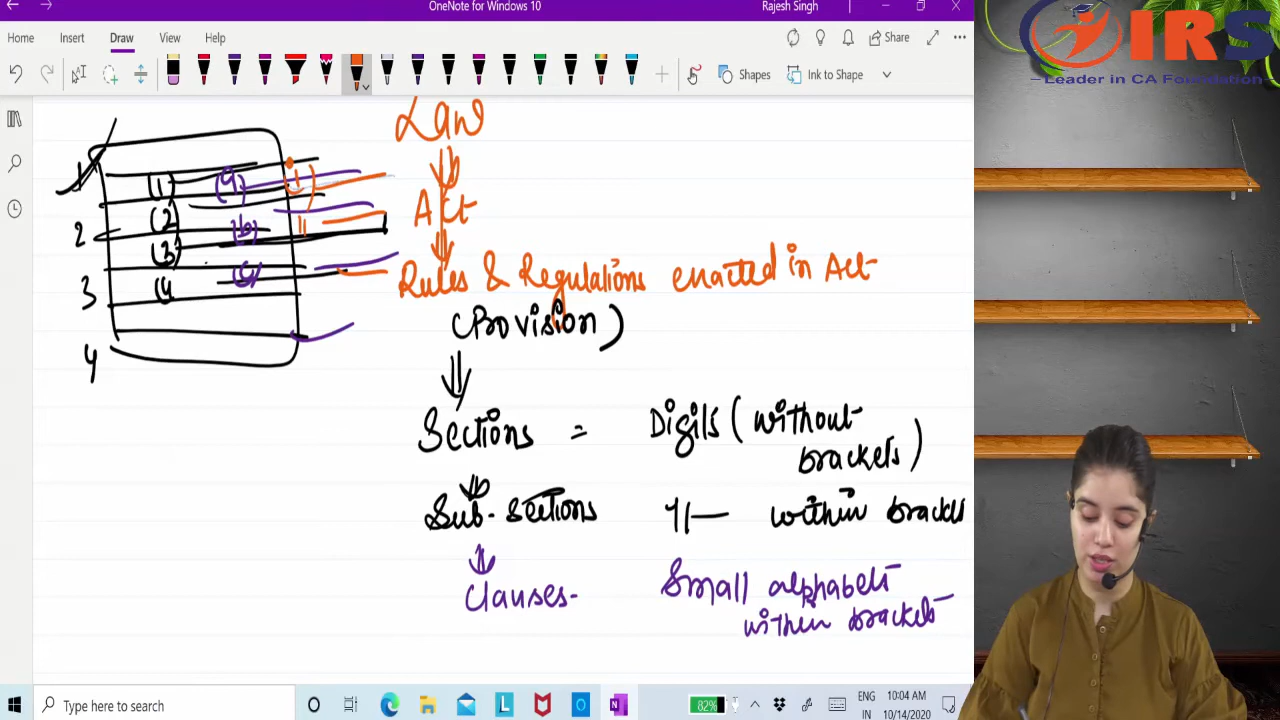 OneNote for Windows 10
Rajesh Singh
Home Insert Draw View Help
Share
Shapes
Ink to Shape
IRS
Leader in CA Foundation
Law
Act
Rules & Regulations enacted in Act
(Provision)
Sections = Digits (without
brackets)
Sub-Sections –11– within brackets
Clauses- Small alphabets
within brackets
1 (1) (a) (i)
2 (2) (b) ii
3 (3) (c)
4 (4
Type here to search
82%
ENG
IN
10:04 AM
10/14/2020